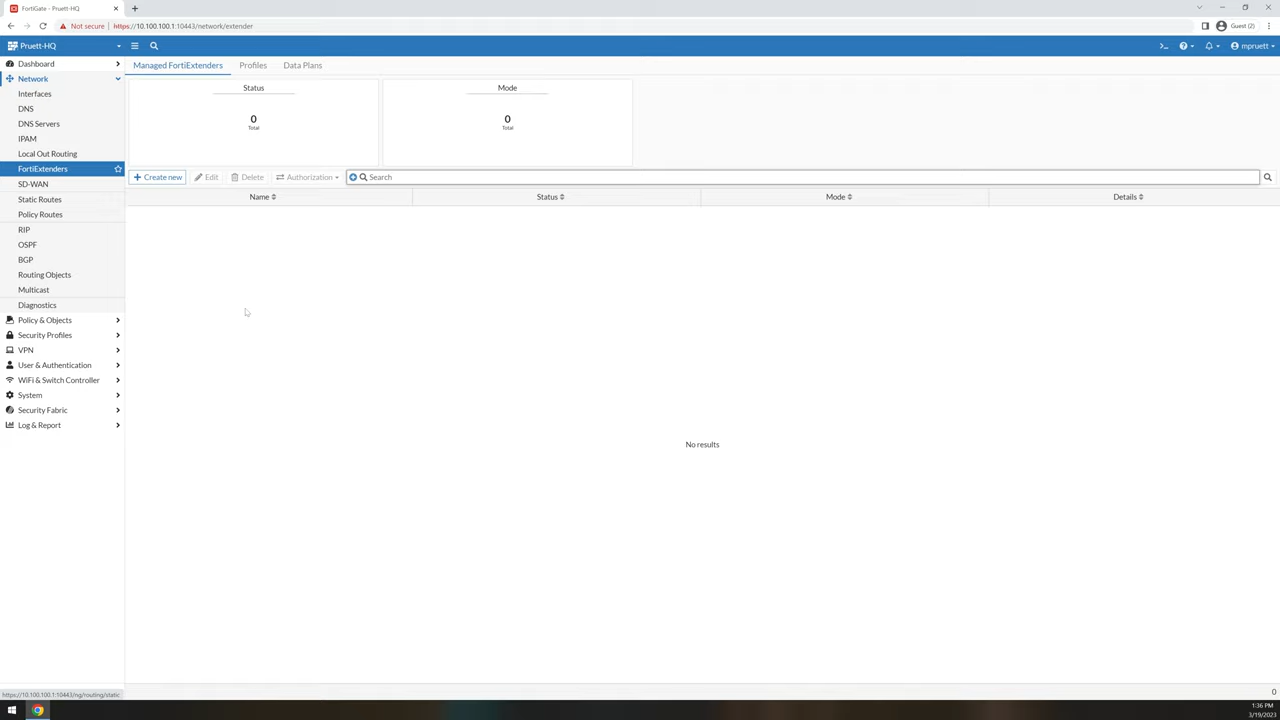 FortiGate - Pruett-HQ
Not secure
https://10.100.100.1:10443/network/extender
Guest (2)
Pruett-HQ
mpruett
Dashboard
Network
Interfaces
DNS
DNS Servers
IPAM
Local Out Routing
FortiExtenders
SD-WAN
Static Routes
Policy Routes
RIP
OSPF
BGP
Routing Objects
Multicast
Diagnostics
Policy & Objects
Security Profiles
VPN
User & Authentication
WiFi & Switch Controller
System
Security Fabric
Log & Report
Managed FortiExtenders Profiles Data Plans
Status
0
Total
Mode
0
Total
+ Create new Edit Delete Authorization Search
Name Status Mode Details
No results
0
https://10.100.100.1:10443/ng/routing/static
1:36 PM
3/19/2023